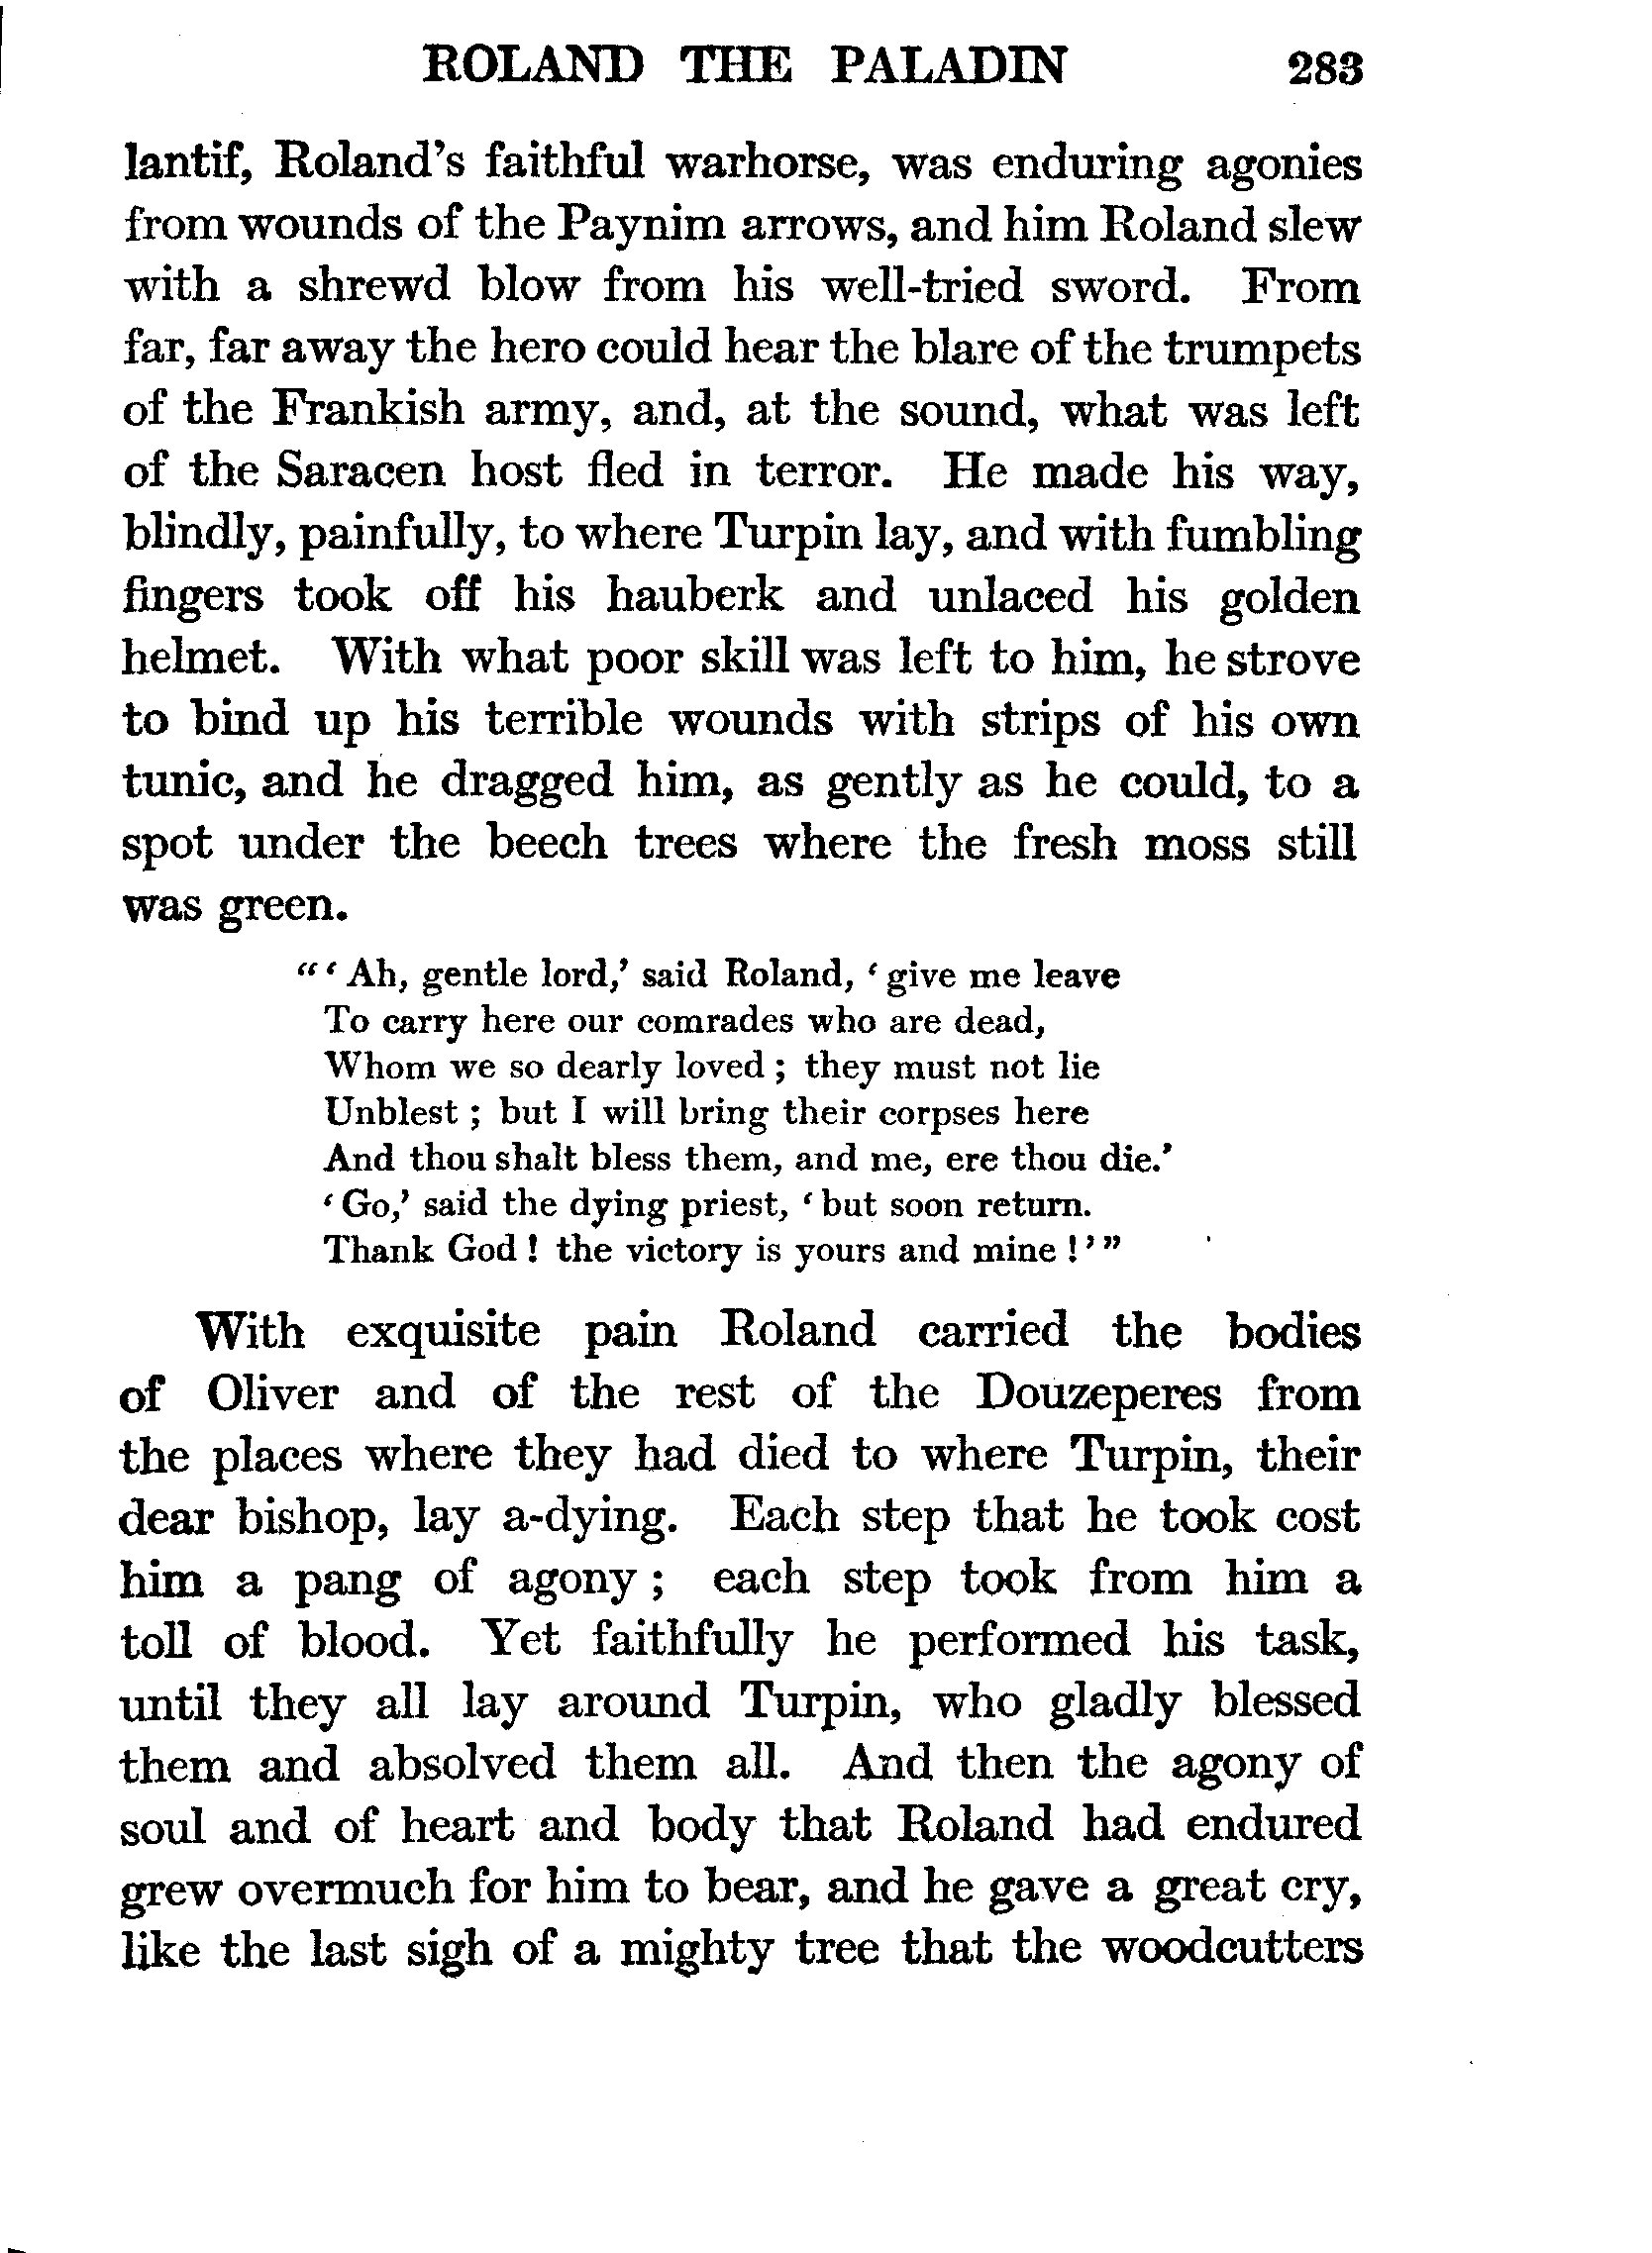 ROLAND THE PALADIN 283
lantif, Roland's faithful warhorse, was enduring agonies
from wounds of the Paynim arrows, and him Roland slew
with a shrewd blow from his well-tried sword. From
far, far away the hero could hear the blare of the trumpets
of the Frankish army, and, at the sound, what was left
of the Saracen host fled in terror. He made his way,
blindly, painfully, to where Turpin lay, and with fumbling
fingers took off his hauberk and unlaced his golden
helmet. With what poor skill was left to him, he strove
to bind up his terrible wounds with strips of his own
tunic, and he dragged him, as gently as he could, to a
spot under the beech trees where the fresh moss still
was green.
“‘Ah, gentle lord,’ said Roland, ‘give me leave
To carry here our comrades who are dead,
Whom we so dearly loved; they must not lie
Unblest; but I will bring their corpses here
And thou shalt bless them, and me, ere thou die.’
‘Go,’ said the dying priest, ‘but soon return.
Thank God! the victory is yours and mine!’”
With exquisite pain Roland carried the bodies
of Oliver and of the rest of the Douzeperes from
the places where they had died to where Turpin, their
dear bishop, lay a-dying. Each step that he took cost
him a pang of agony; each step took from him a
toll of blood. Yet faithfully he performed his task,
until they all lay around Turpin, who gladly blessed
them and absolved them all. And then the agony of
soul and of heart and body that Roland had endured
grew overmuch for him to bear, and he gave a great cry,
like the last sigh of a mighty tree that the woodcutters